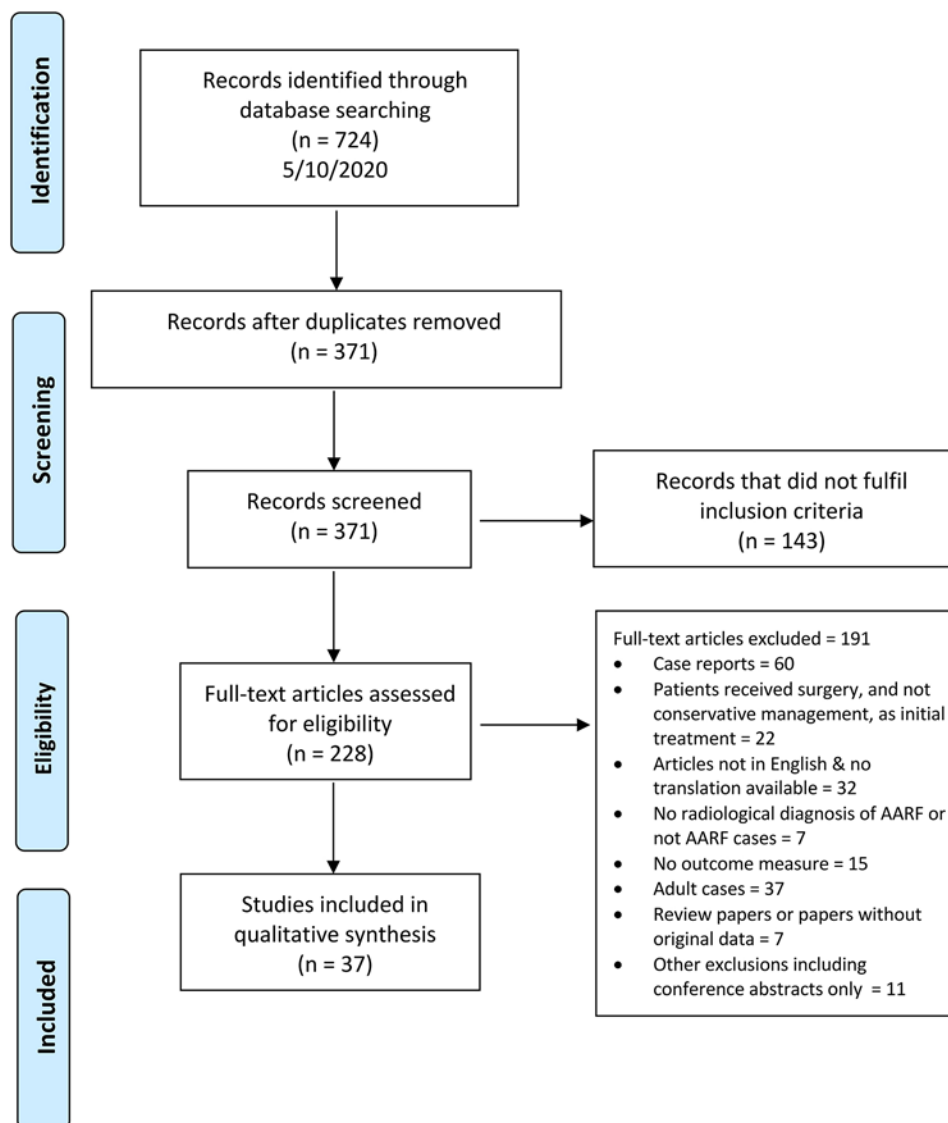 Identification
Records identified through
database searching
(n = 724)
5/10/2020
Screening
Records after duplicates removed
(n = 371)
Records screened
(n = 371)
Records that did not fulfil
inclusion criteria
(n = 143)
Eligibility
Full-text articles assessed
for eligibility
(n = 228)
Full-text articles excluded = 191
• Case reports = 60
• Patients received surgery, and not
conservative management, as initial
treatment = 22
• Articles not in English & no
translation available = 32
• No radiological diagnosis of AARF or
not AARF cases = 7
• No outcome measure = 15
• Adult cases = 37
• Review papers or papers without
original data = 7
• Other exclusions including
conference abstracts only = 11
Included
Studies included in
qualitative synthesis
(n = 37)